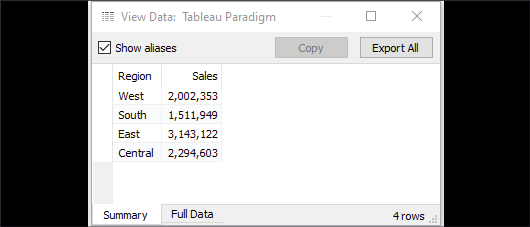 View Data: Tableau Paradigm
Show aliases Copy Export All
Region Sales
West 2,002,353
South 1,511,949
East 3,143,122
Central 2,294,603
Summary Full Data 4 rows